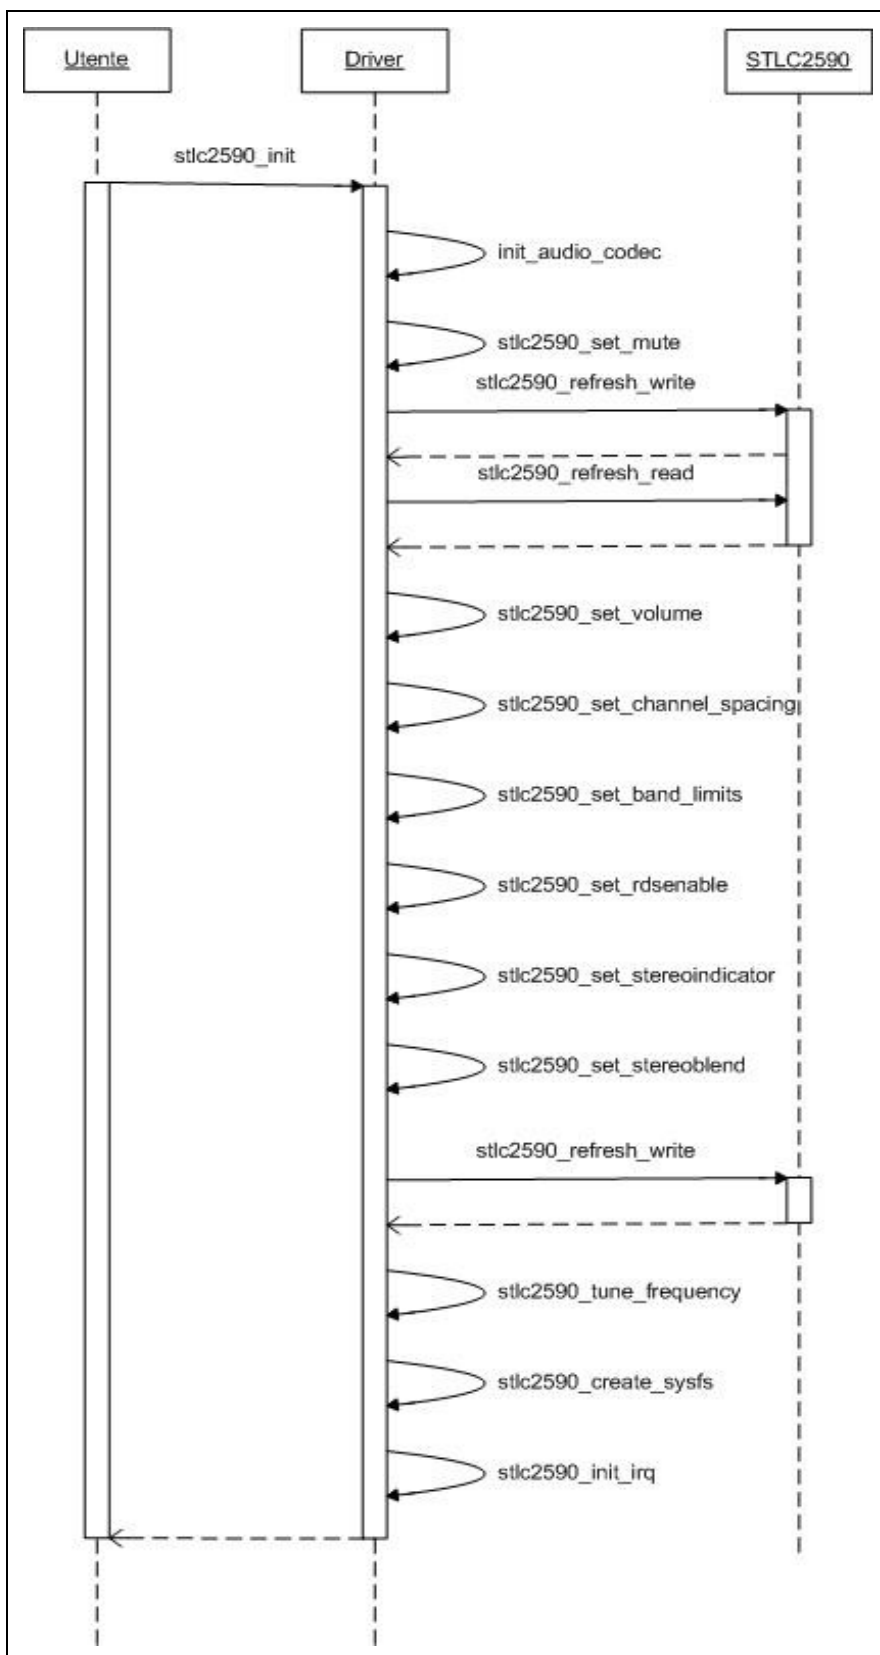 Utente
Driver
STLC2590
stlc2590_init
init_audio_codec
stlc2590_set_mute
stlc2590_refresh_write
stlc2590_refresh_read
stlc2590_set_volume
stlc2590_set_channel_spacing
stlc2590_set_band_limits
stlc2590_set_rdsenable
stlc2590_set_stereoindicator
stlc2590_set_stereoblend
stlc2590_refresh_write
stlc2590_tune_frequency
stlc2590_create_sysfs
stlc2590_init_irq